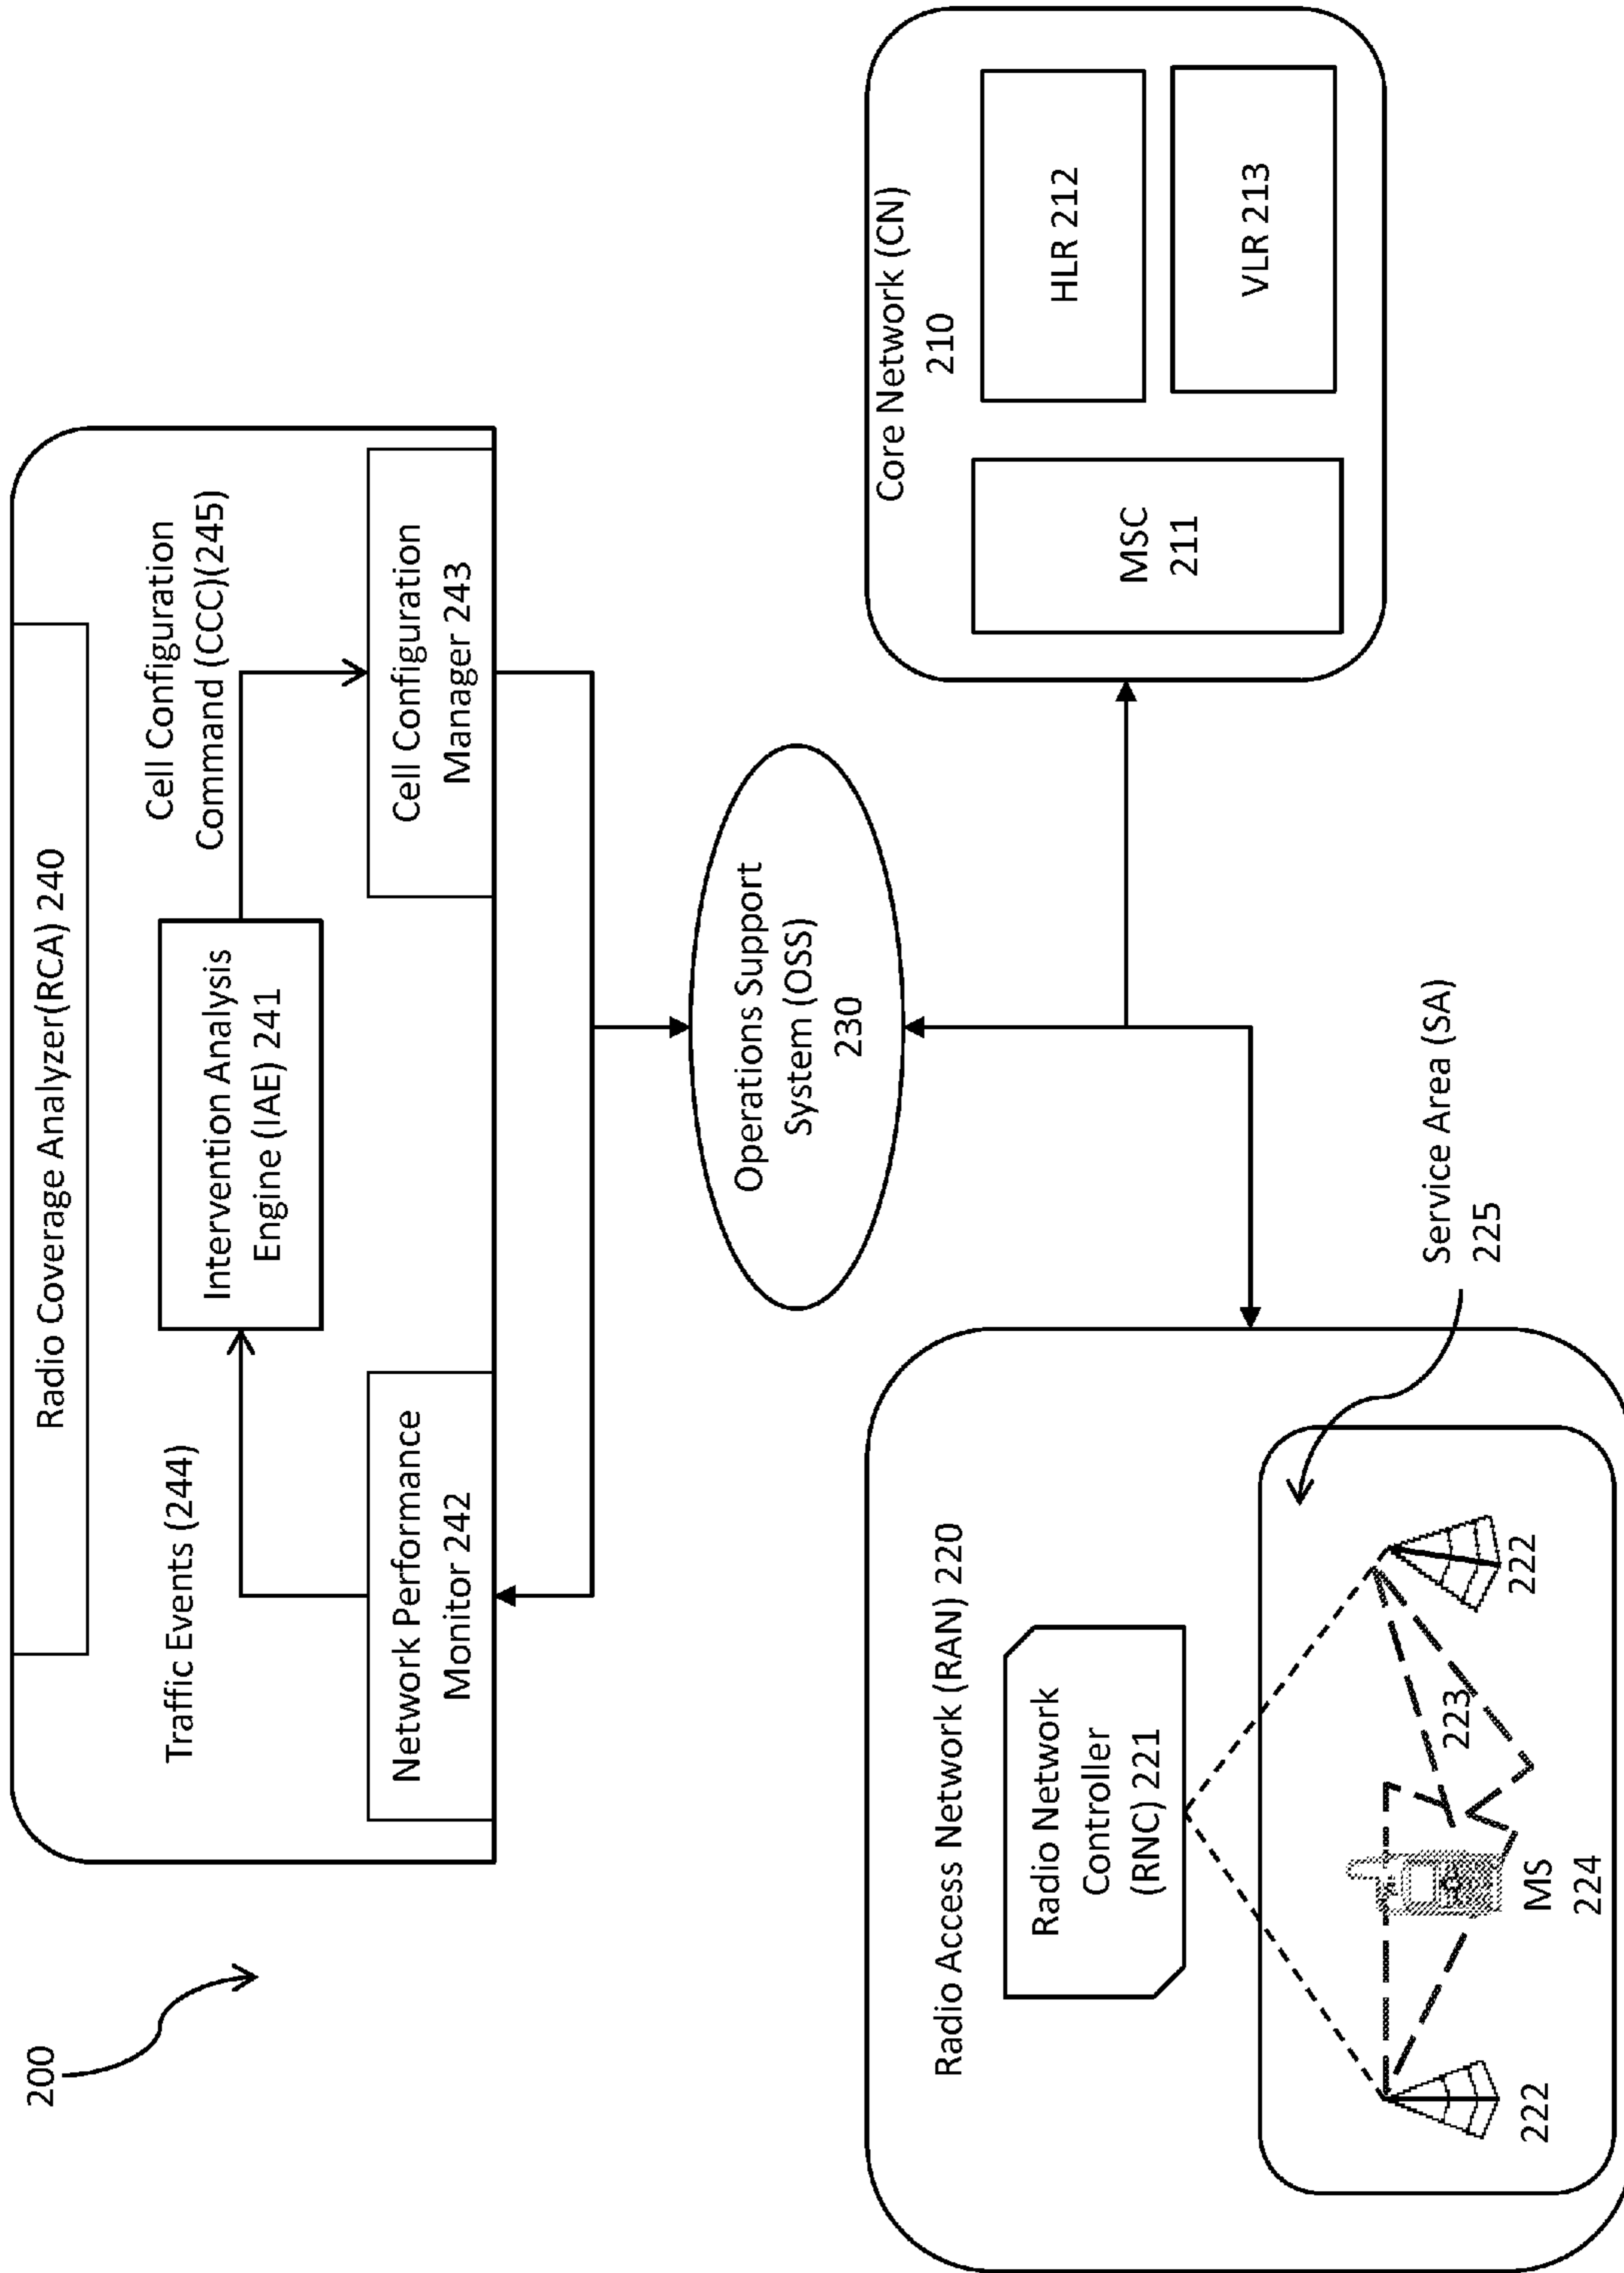 200
Radio Coverage Analyzer(RCA) 240
Traffic Events (244)
Intervention Analysis
Engine (IAE) 241
Cell Configuration
Command (CCC)(245)
Network Performance
Monitor 242
Cell Configuration
Manager 243
Operations Support
System (OSS)
230
Radio Access Network (RAN) 220
Radio Network
Controller
(RNC) 221
223
222
MS
224
222
Service Area (SA)
225
Core Network (CN)
210
MSC
211
HLR 212
VLR 213